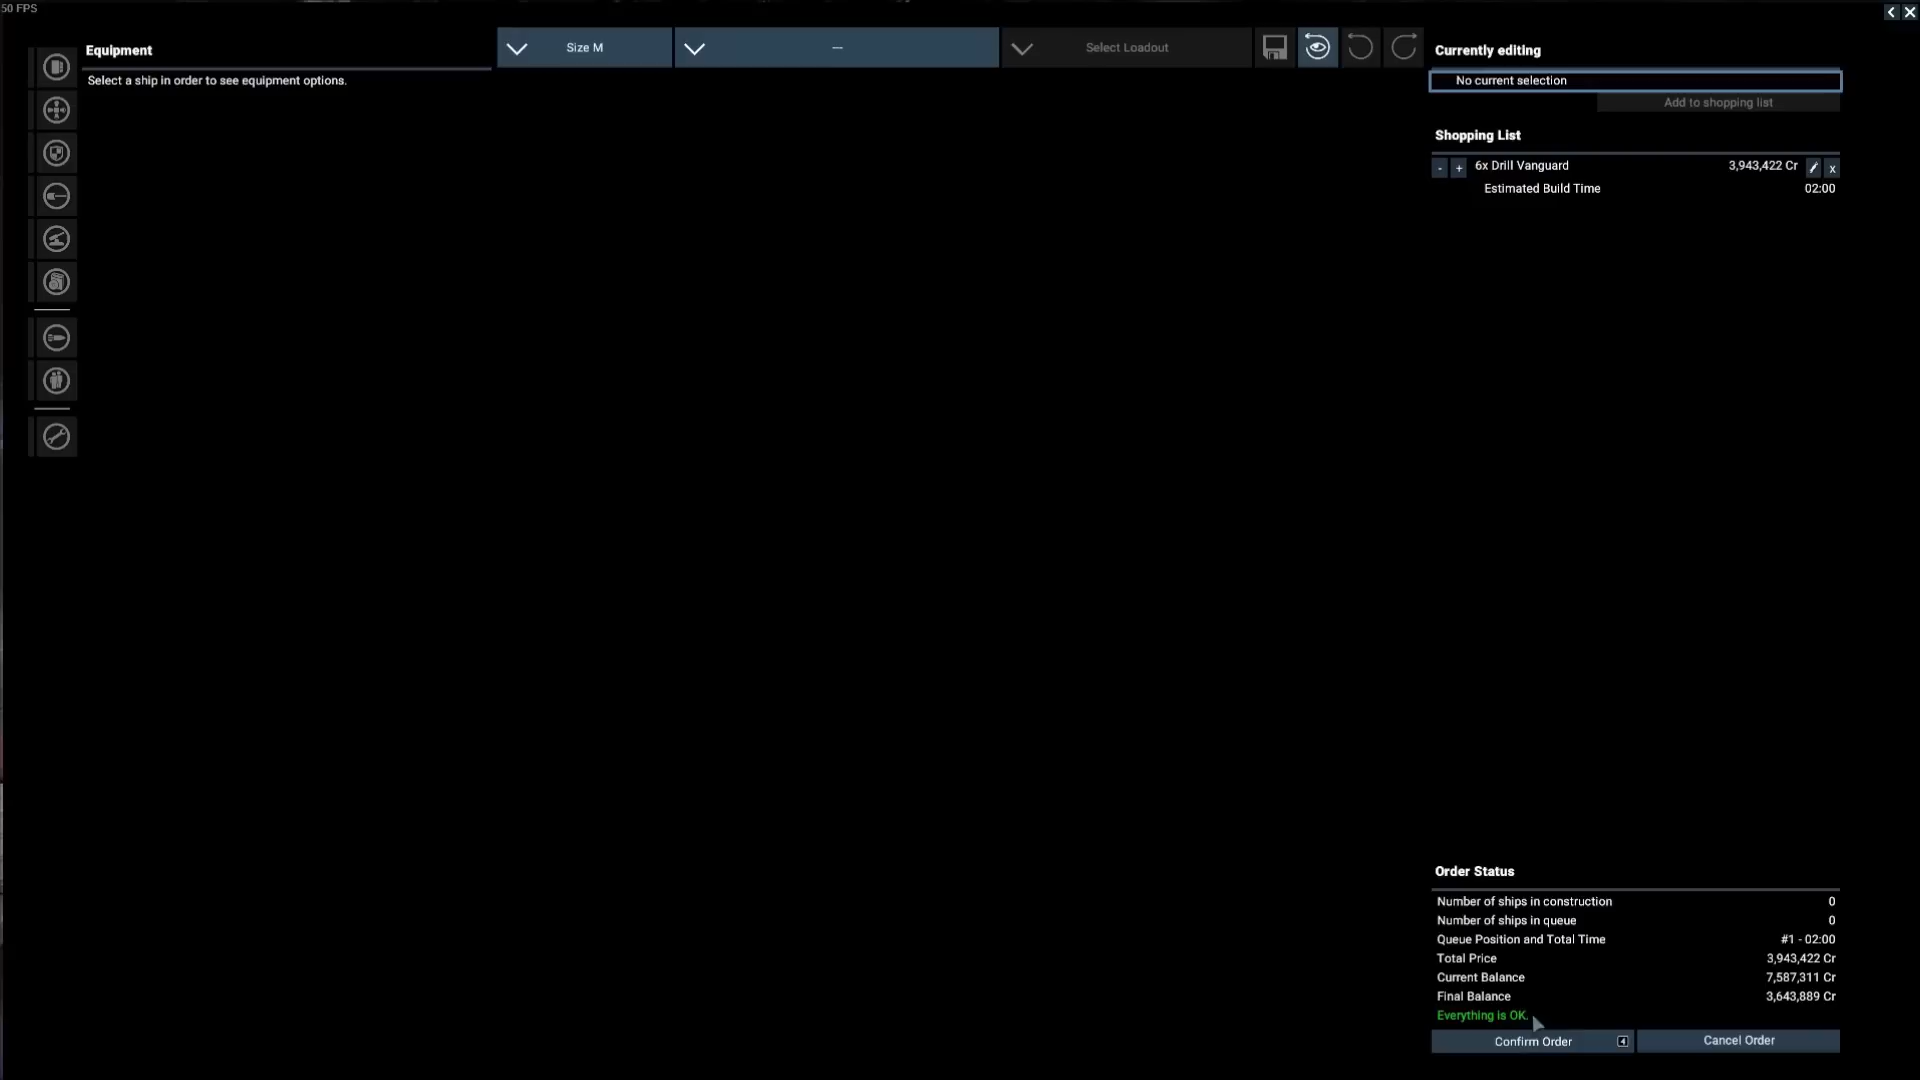 50 FPS
Equipment
Select a ship in order to see equipment options.
Size M
---
Select Loadout
Currently editing
No current selection
Add to shopping list
Shopping List
- + 6x Drill Vanguard 3,943,422 Cr x
Estimated Build Time 02:00
Order Status
Number of ships in construction 0
Number of ships in queue 0
Queue Position and Total Time #1 - 02:00
Total Price 3,943,422 Cr
Current Balance 7,587,311 Cr
Final Balance 3,643,889 Cr
Everything is OK.
Confirm Order
Cancel Order